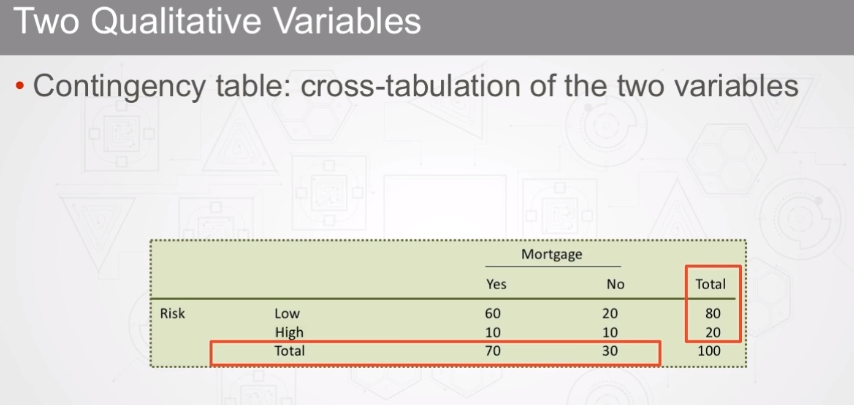 Two Qualitative Variables
• Contingency table: cross-tabulation of the two variables
Mortgage
Yes No Total
Risk Low 60 20 80
High 10 10 20
Total 70 30 100